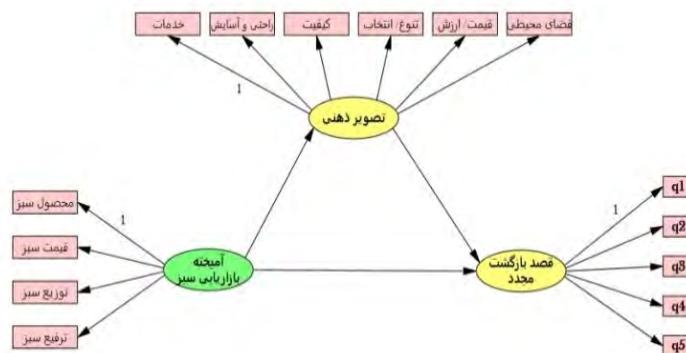 خدمات
راحتی و آسایش
کیفیت
تنوع/ انتخاب
قیمت/ ارزش
فضای محیطی
1
تصویر ذهنی
محصول سبز
قیمت سبز
توزیع سبز
ترفیع سبز
1
آمیخته
بازاریابی سبز
قصد بازگشت
مجدد
1
q1
q2
q3
q4
q5